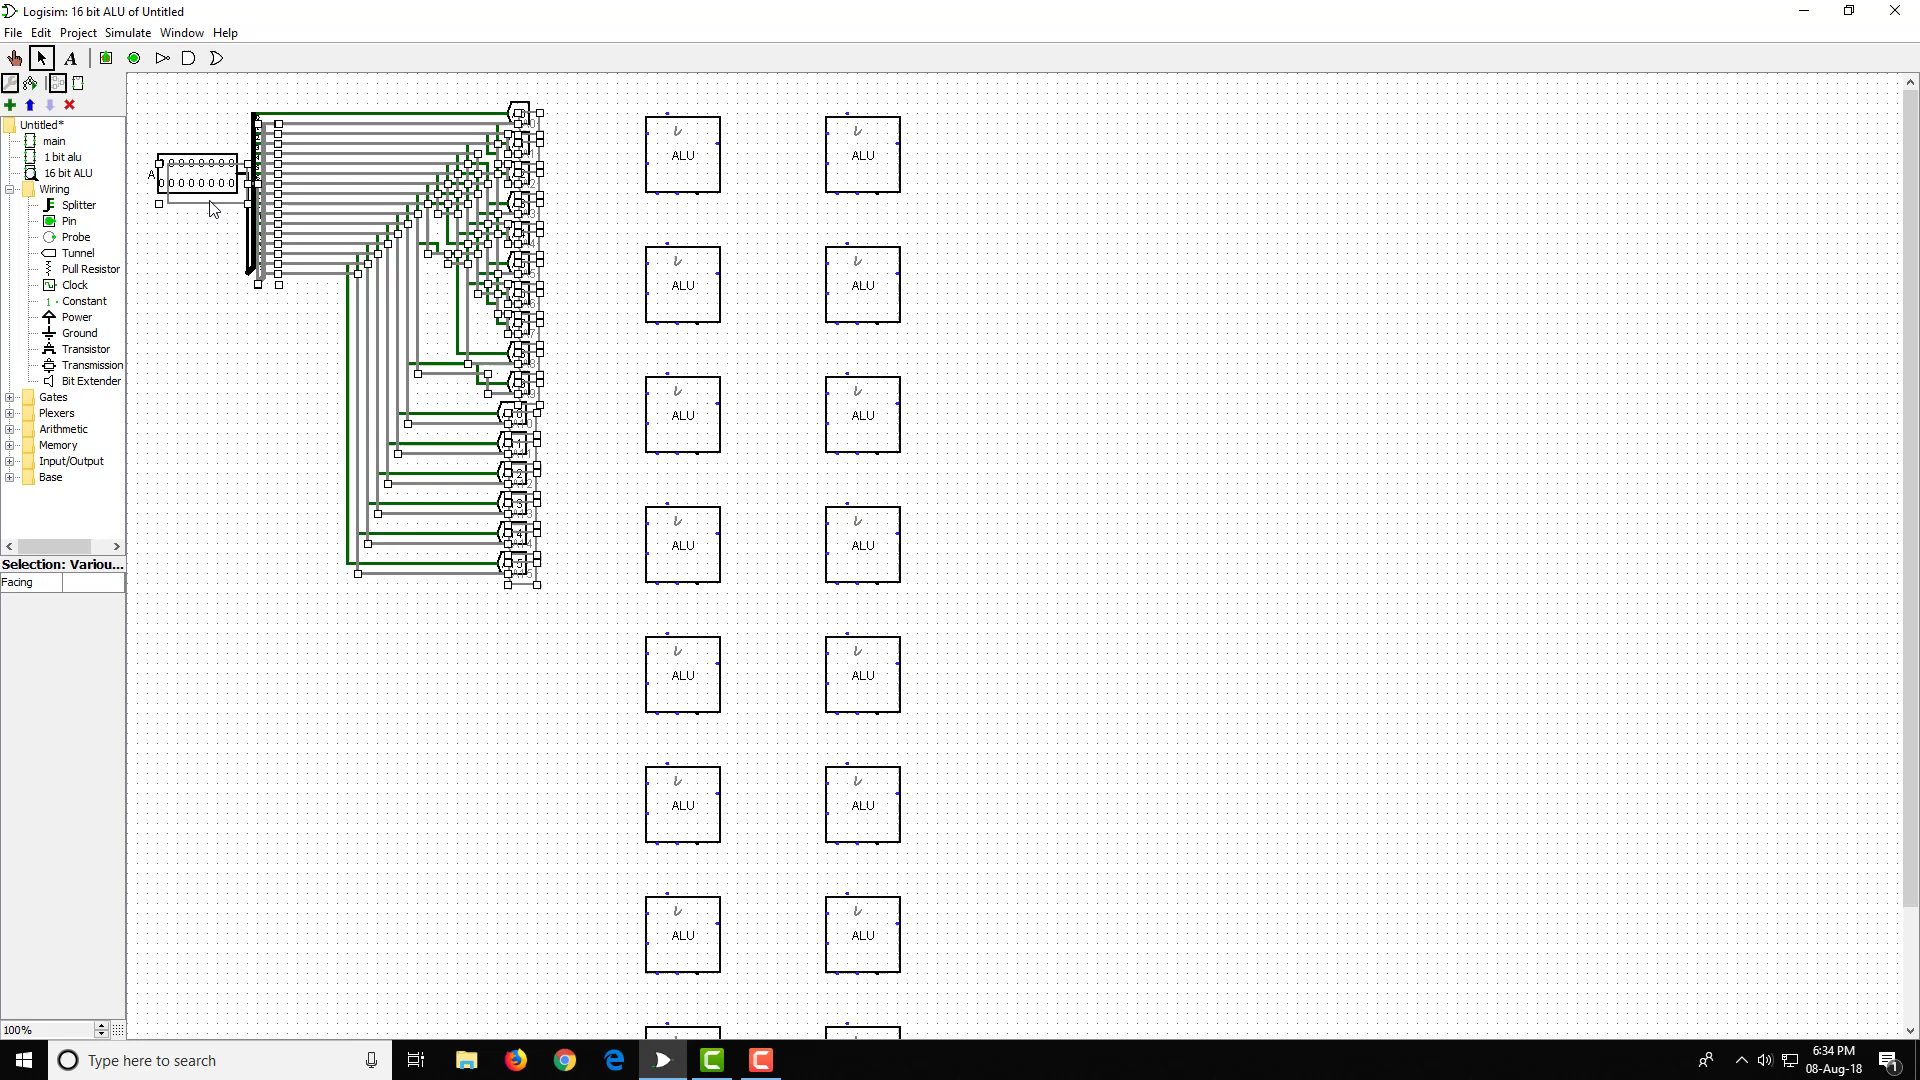 Logisim: 16 bit ALU of Untitled
File Edit Project Simulate Window Help
A
Untitled*
main
1 bit alu
16 bit ALU
Wiring
Splitter
Pin
Probe
Tunnel
Pull Resistor
Clock
Constant
Power
Ground
Transistor
Transmission
Bit Extender
Gates
Plexers
Arithmetic
Memory
Input/Output
Base
Selection: Variou...
Facing
100%
A
ALU ALU
ALU ALU
ALU ALU
ALU ALU
ALU ALU
ALU ALU
ALU ALU
Type here to search
6:34 PM
08-Aug-18
1